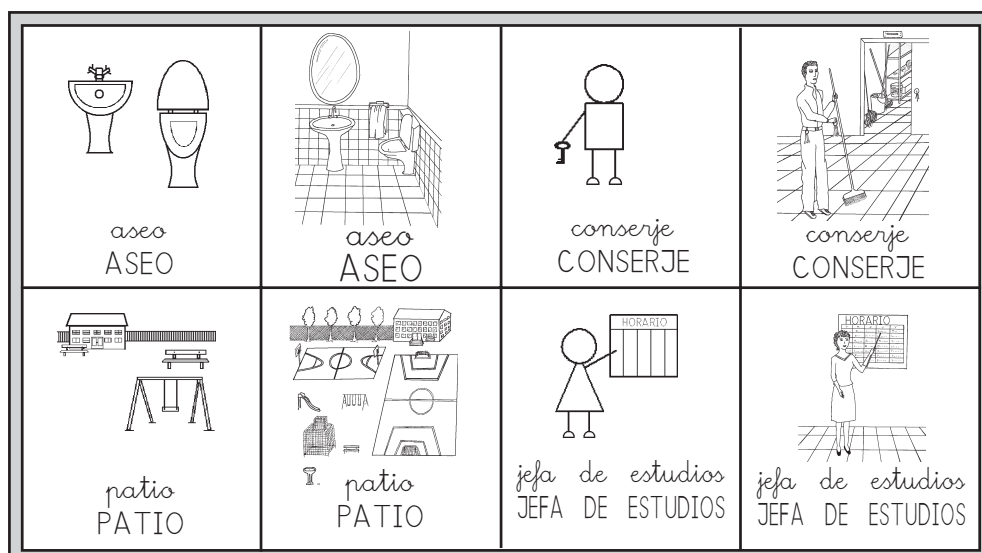 aseo
ASEO
aseo
ASEO
conserje
CONSERJE
conserje
CONSERJE
patio
PATIO
patio
PATIO
HORARIO
jefa de estudios
JEFA DE ESTUDIOS
HORARIO
jefa de estudios
JEFA DE ESTUDIOS